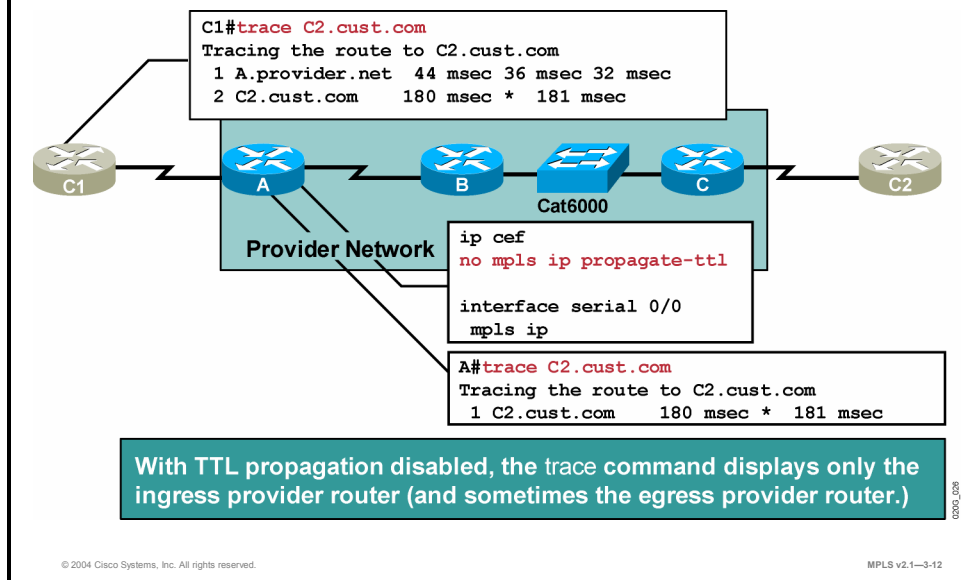 C1#trace C2.cust.com
Tracing the route to C2.cust.com
1 A.provider.net 44 msec 36 msec 32 msec
2 C2.cust.com 180 msec * 181 msec
C1
A
B
Cat6000
C
C2
Provider Network
ip cef
no mpls ip propagate-ttl
interface serial 0/0
mpls ip
A#trace C2.cust.com
Tracing the route to C2.cust.com
1 C2.cust.com 180 msec * 181 msec
With TTL propagation disabled, the trace command displays only the
ingress provider router (and sometimes the egress provider router.)
020G_026
© 2004 Cisco Systems, Inc. All rights reserved.
MPLS v2.1—3-12